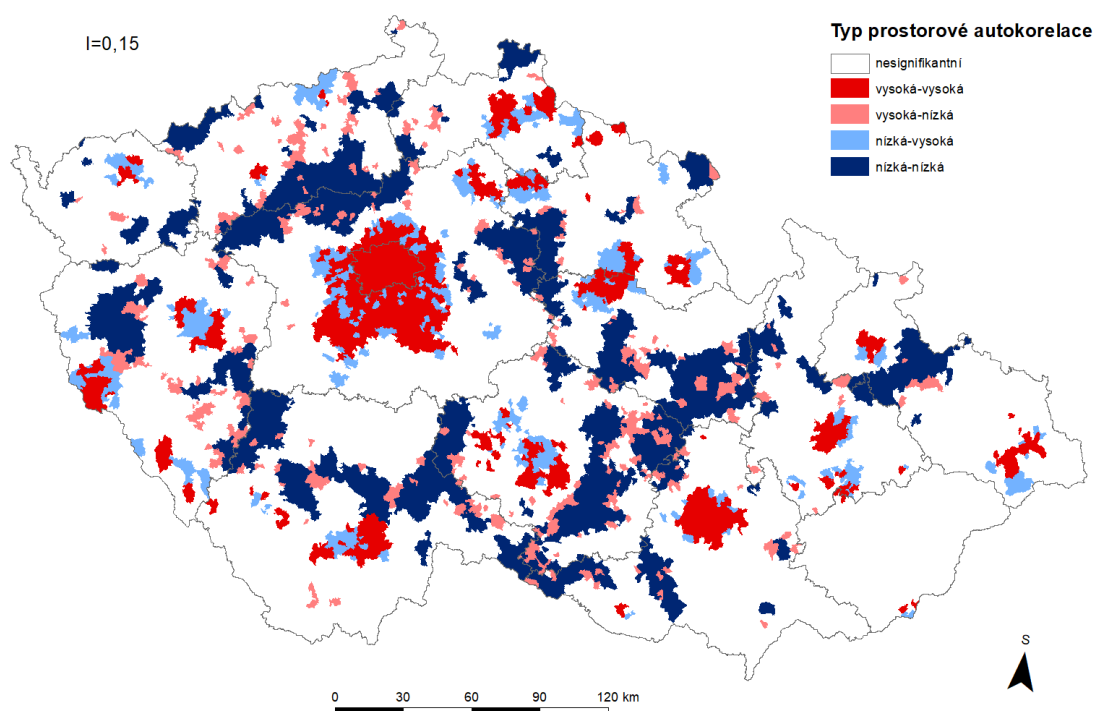 I=0,15
Typ prostorové autokorelace
nesignifikantní
vysoká-vysoká
vysoká-nízká
nízká-vysoká
nízká-nízká
S
0 30 60 90 120 km